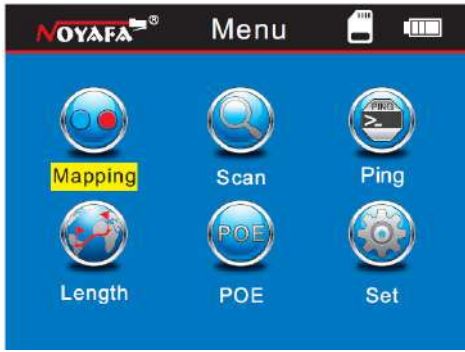 NOYAFA® Menu
PING
>_
Mapping Scan Ping
POE
Length POE Set